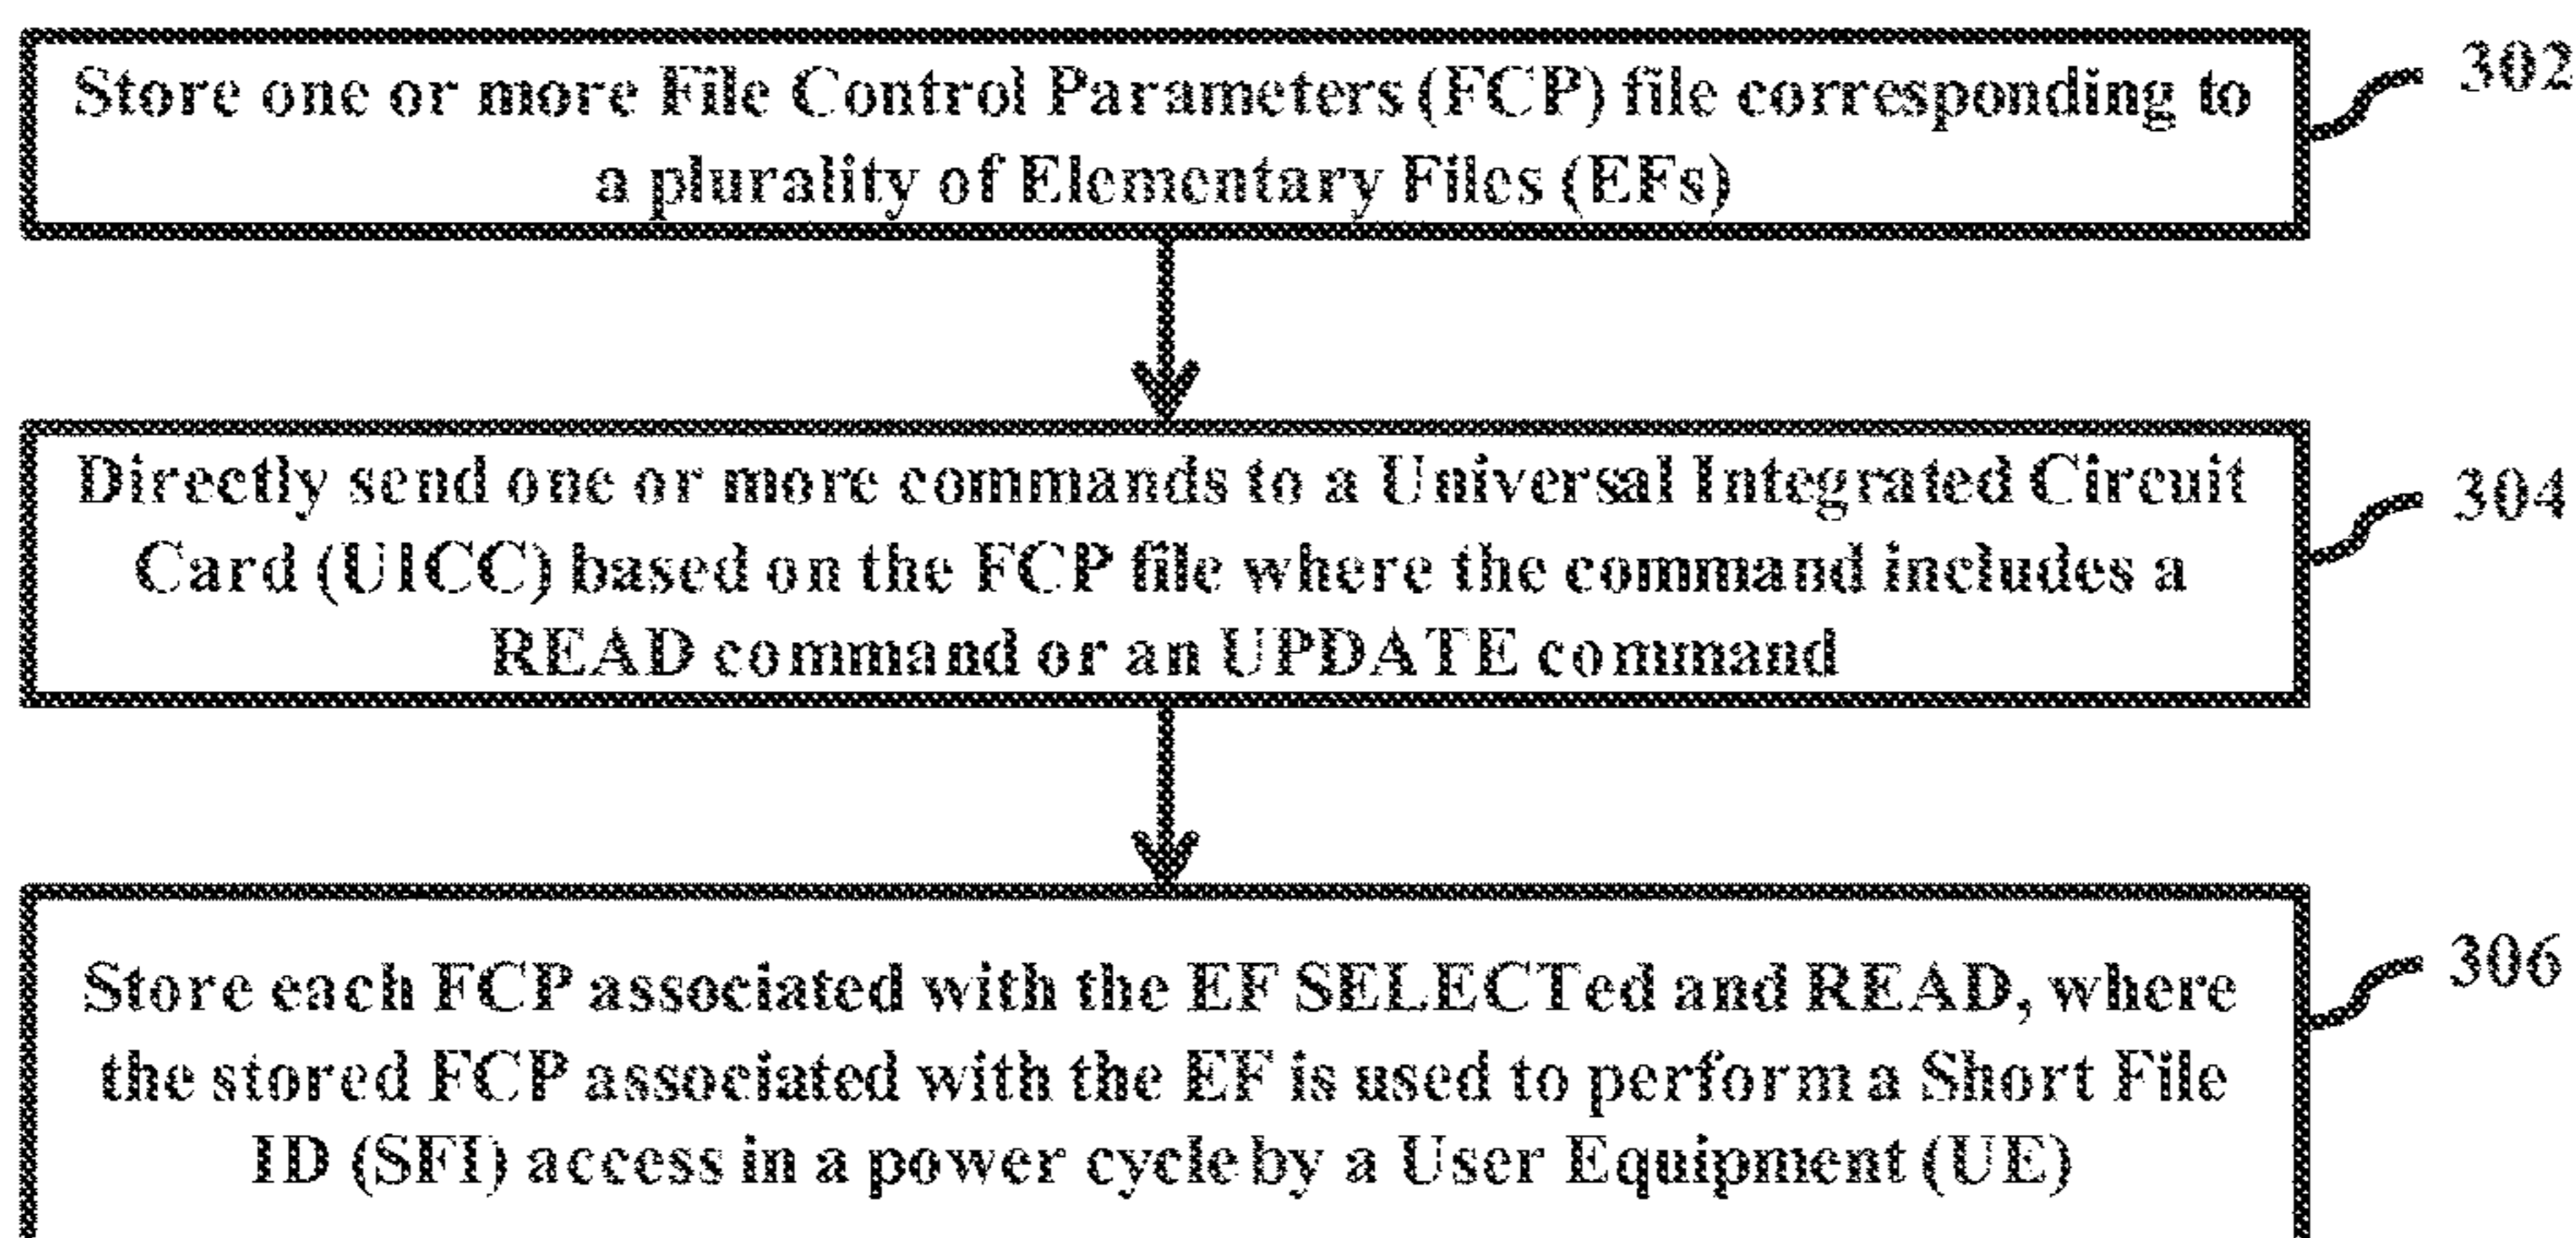 Store one or more File Control Parameters (FCP) file corresponding to
a plurality of Elementary Files (EFs)
302
Directly send one or more commands to a Universal Integrated Circuit
Card (UICC) based on the FCP file where the command includes a
READ command or an UPDATE command
304
Store each FCP associated with the EF SELECTed and READ, where
the stored FCP associated with the EF is used to perform a Short File
ID (SFI) access in a power cycle by a User Equipment (UE)
306